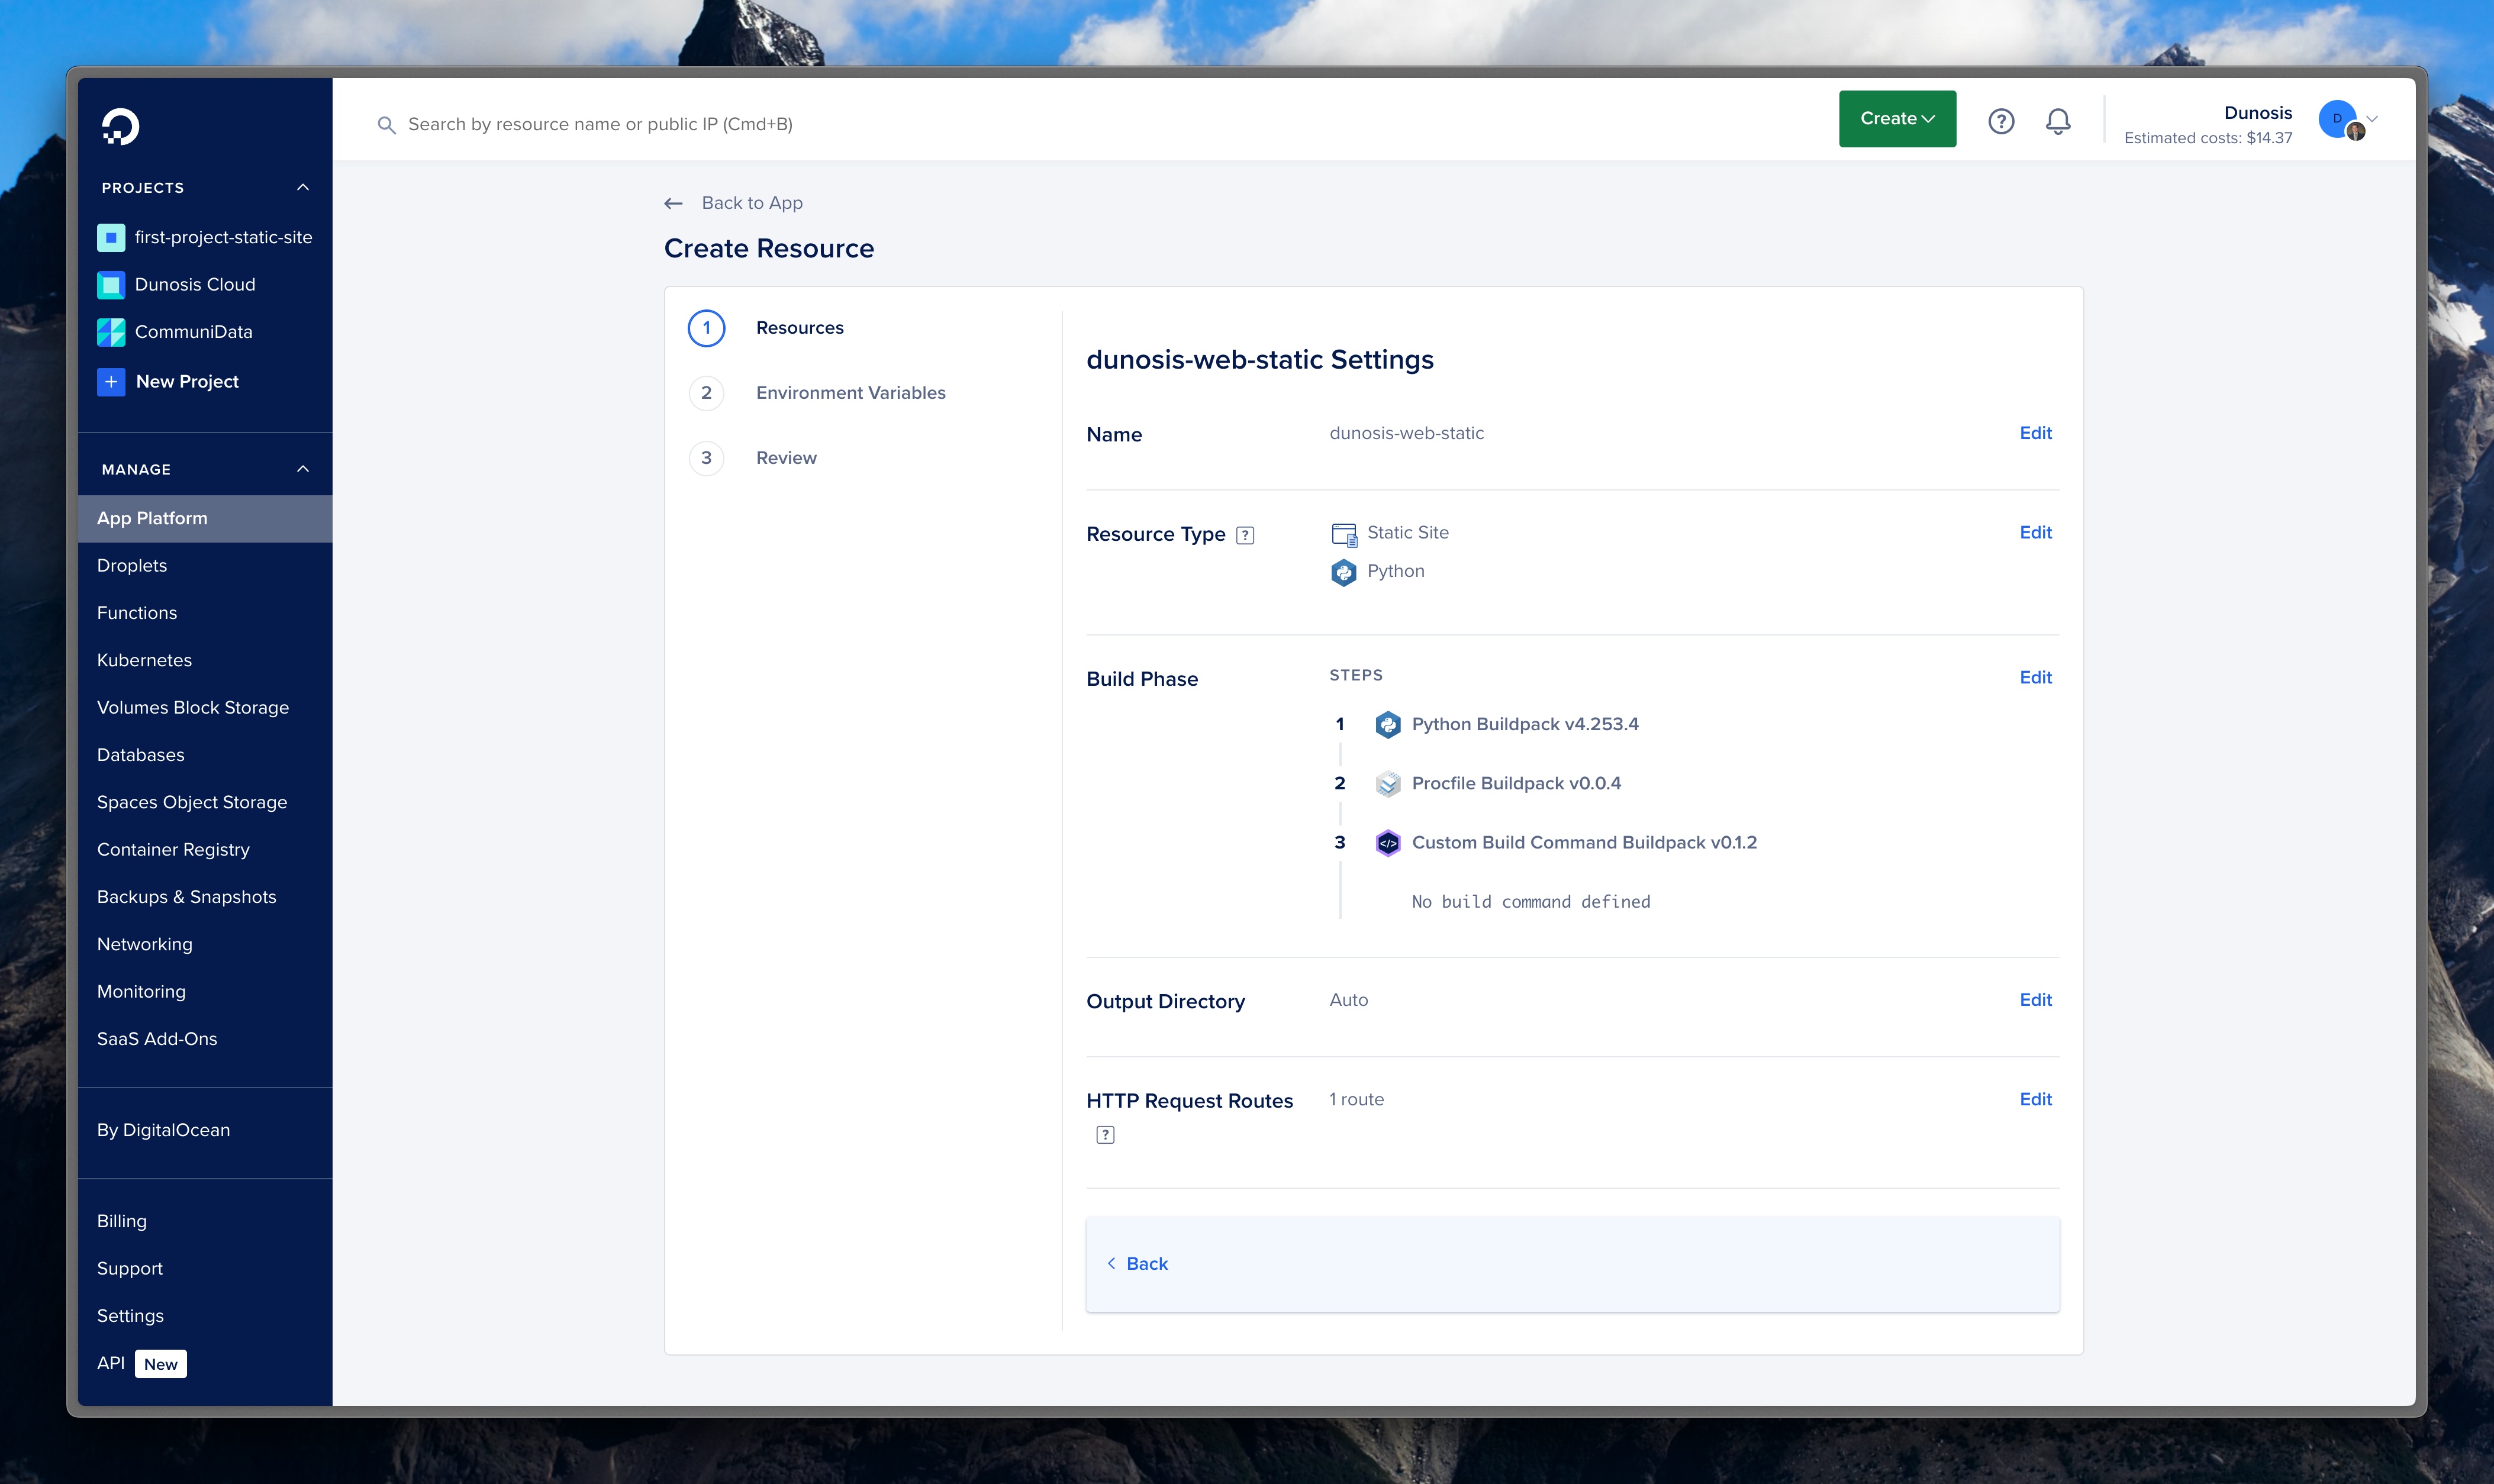 Search by resource name or public IP (Cmd+B)
Create
?
Dunosis
Estimated costs: $14.37
D
PROJECTS
first-project-static-site
Dunosis Cloud
CommuniData
+ New Project
MANAGE
App Platform
Droplets
Functions
Kubernetes
Volumes Block Storage
Databases
Spaces Object Storage
Container Registry
Backups & Snapshots
Networking
Monitoring
SaaS Add-Ons
By DigitalOcean
Billing
Support
Settings
API New
← Back to App
Create Resource
1 Resources
2 Environment Variables
3 Review
dunosis-web-static Settings
Name dunosis-web-static Edit
Resource Type ? Static Site Edit
Python
Build Phase STEPS Edit
1 Python Buildpack v4.253.4
2 Procfile Buildpack v0.0.4
3 </> Custom Build Command Buildpack v0.1.2
No build command defined
Output Directory Auto Edit
HTTP Request Routes 1 route Edit
?
Back